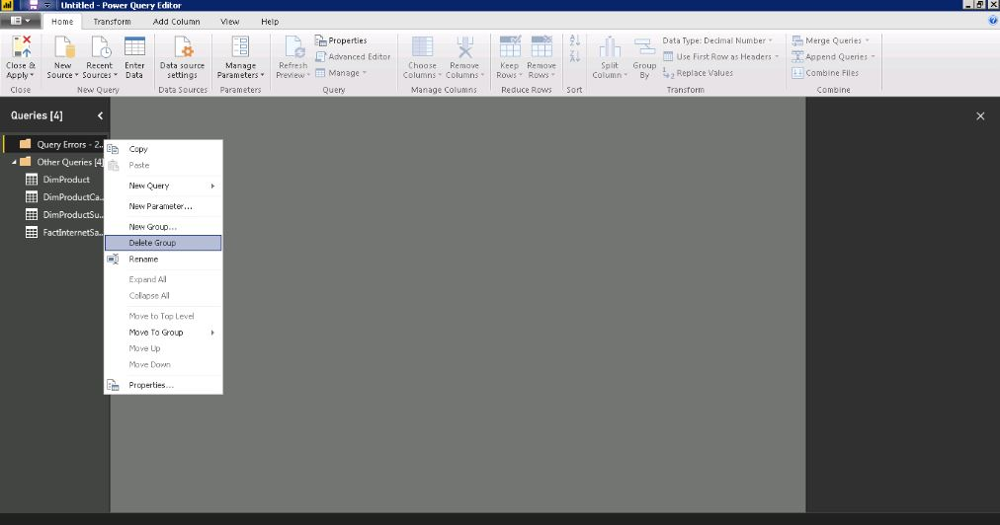 Untitled - Power Query Editor
Home Transform Add Column View Help
Close & Apply
New Source
Recent Sources
Enter Data
Data source settings
Manage Parameters
Refresh Preview
Properties
Advanced Editor
Manage
Choose Columns
Remove Columns
Keep Rows
Remove Rows
Split Column
Group By
Data Type: Decimal Number
Use First Row as Headers
Replace Values
Merge Queries
Append Queries
Combine Files
Close New Query Data Sources Parameters Query Manage Columns Reduce Rows Sort Transform Combine
Queries [4]
Query Errors - 2...
Other Queries [4]
DimProduct
DimProductCa...
DimProductSu...
FactInternetSa...
Copy
Paste
New Query
New Parameter...
New Group...
Delete Group
Rename
Expand All
Collapse All
Move to Top Level
Move To Group
Move Up
Move Down
Properties...